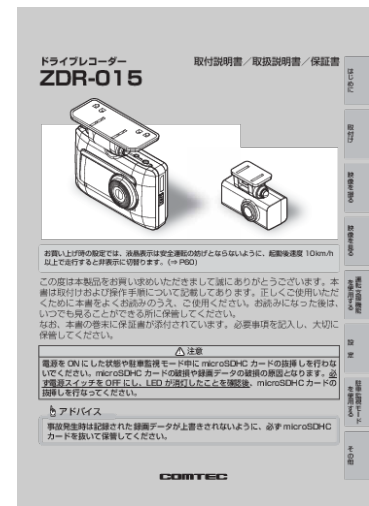 ドライブレコーダー
取付説明書／取扱説明書／保証書
ZDR-015
お買い上げ時の設定では、液晶表示は安全運転の妨げとならないように、起動後速度 10km/h
以上で走行すると非表示に切替ります。(⇒ P60)
この度は本製品をお買い求めいただきまして誠にありがとうございます。本
書は取付けおよび操作手順について記載してあります。正しくご使用いただ
くために本書をよくお読みのうえ、ご使用ください。お読みになった後は、
いつでも見ることができる所に保管してください。
なお、本書の巻末に保証書が添付されています。必要事項を記入し、大切に
保管してください。
注意
電源を ON にした状態や駐車監視モード中に microSDHC カードの抜挿しを行わな
いでください。microSDHC カードの破損や録画データの破損の原因となります。必
ず電源スイッチを OFF にし、LED が消灯したことを確認後、microSDHC カードの
抜挿しを行なってください。
アドバイス
事故発生時は記録された録画データが上書きされないように、必ず microSDHC
カードを抜いて保管してください。
COMTEC
はじめに
取付け
映像を撮る
映像を見る
運転支援機能
を使用する
設 定
駐車監視モード
を使用する
その他